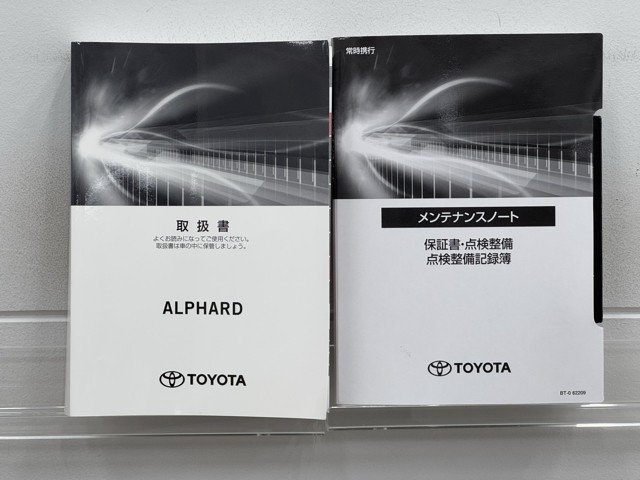 取扱書
よくお読みになってご使用ください。
取扱書は車の中に保管しましょう。
ALPHARD
TOYOTA
常時携行
メンテナンスノート
保証書・点検整備
点検整備記録簿
TOYOTA
BT-0 62209